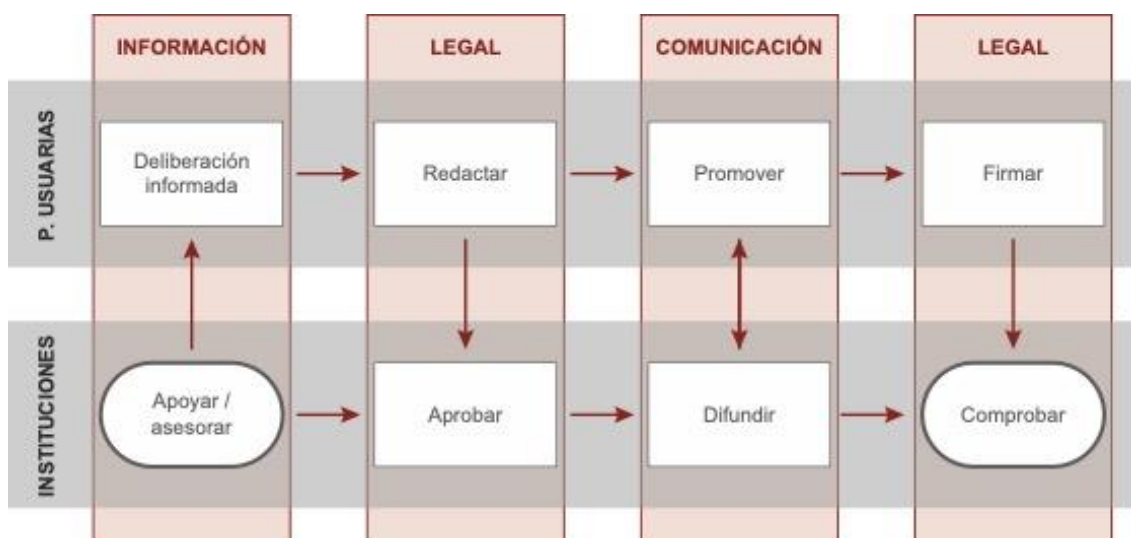 INFORMACIÓN
LEGAL
COMUNICACIÓN
LEGAL
P. USUARIAS
Deliberación
informada
Redactar
Promover
Firmar
INSTITUCIONES
Apoyar /
asesorar
Aprobar
Difundir
Comprobar